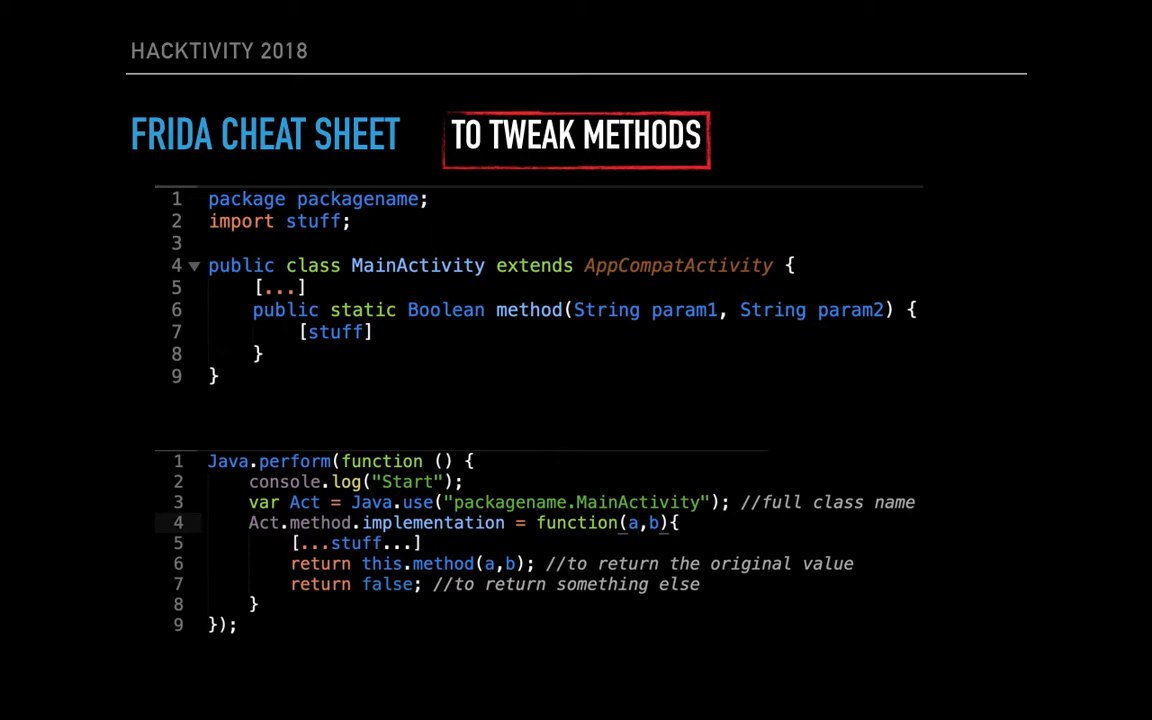 HACKTIVITY 2018
FRIDA CHEAT SHEET TO TWEAK METHODS
1 package packagename;
2 import stuff;
3
4 public class MainActivity extends AppCompatActivity {
5 [...]
6 public static Boolean method(String param1, String param2) {
7 [stuff]
8 }
9 }
1 Java.perform(function () {
2 console.log("Start");
3 var Act = Java.use("packagename.MainActivity"); //full class name
4 Act.method.implementation = function(a,b){
5 [...stuff...]
6 return this.method(a,b); //to return the original value
7 return false; //to return something else
8 }
9 });